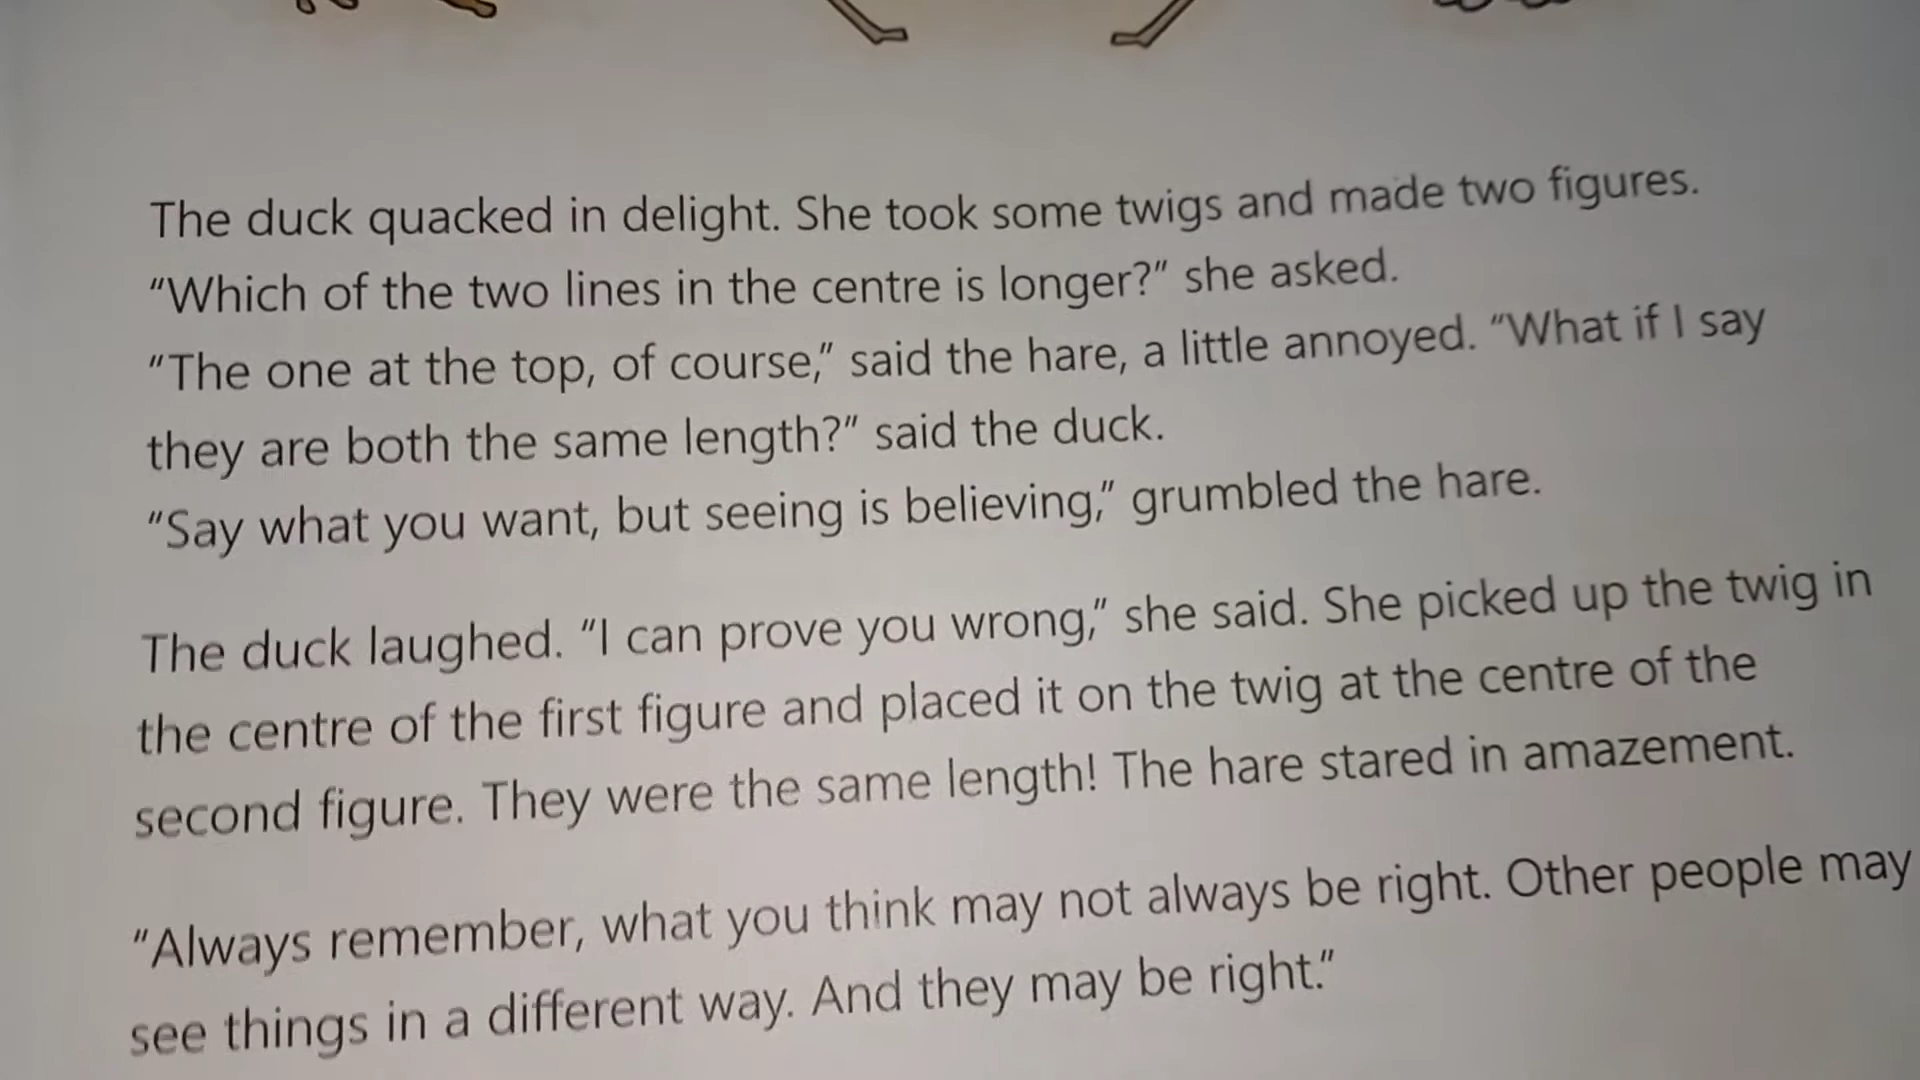 The duck quacked in delight. She took some twigs and made two figures.
"Which of the two lines in the centre is longer?" she asked.
"The one at the top, of course," said the hare, a little annoyed. "What if I say
they are both the same length?" said the duck.
"Say what you want, but seeing is believing," grumbled the hare.
The duck laughed. "I can prove you wrong," she said. She picked up the twig in
the centre of the first figure and placed it on the twig at the centre of the
second figure. They were the same length! The hare stared in amazement.
"Always remember, what you think may not always be right. Other people may
see things in a different way. And they may be right."